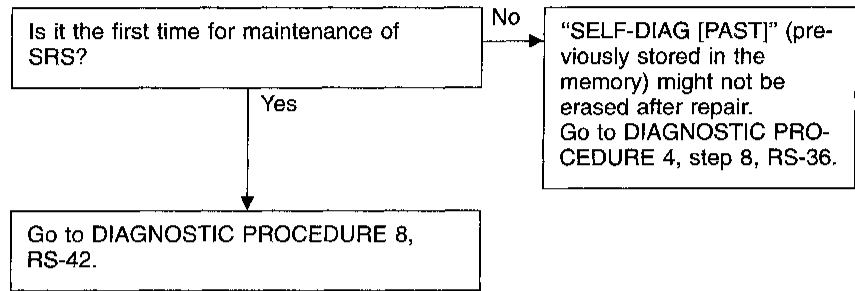 Is it the first time for maintenance of
SRS?
No
"SELF-DIAG [PAST]" (pre-
viously stored in the
memory) might not be
erased after repair.
Go to DIAGNOSTIC PRO-
CEDURE 4, step 8, RS-36.
Yes
Go to DIAGNOSTIC PROCEDURE 8,
RS-42.